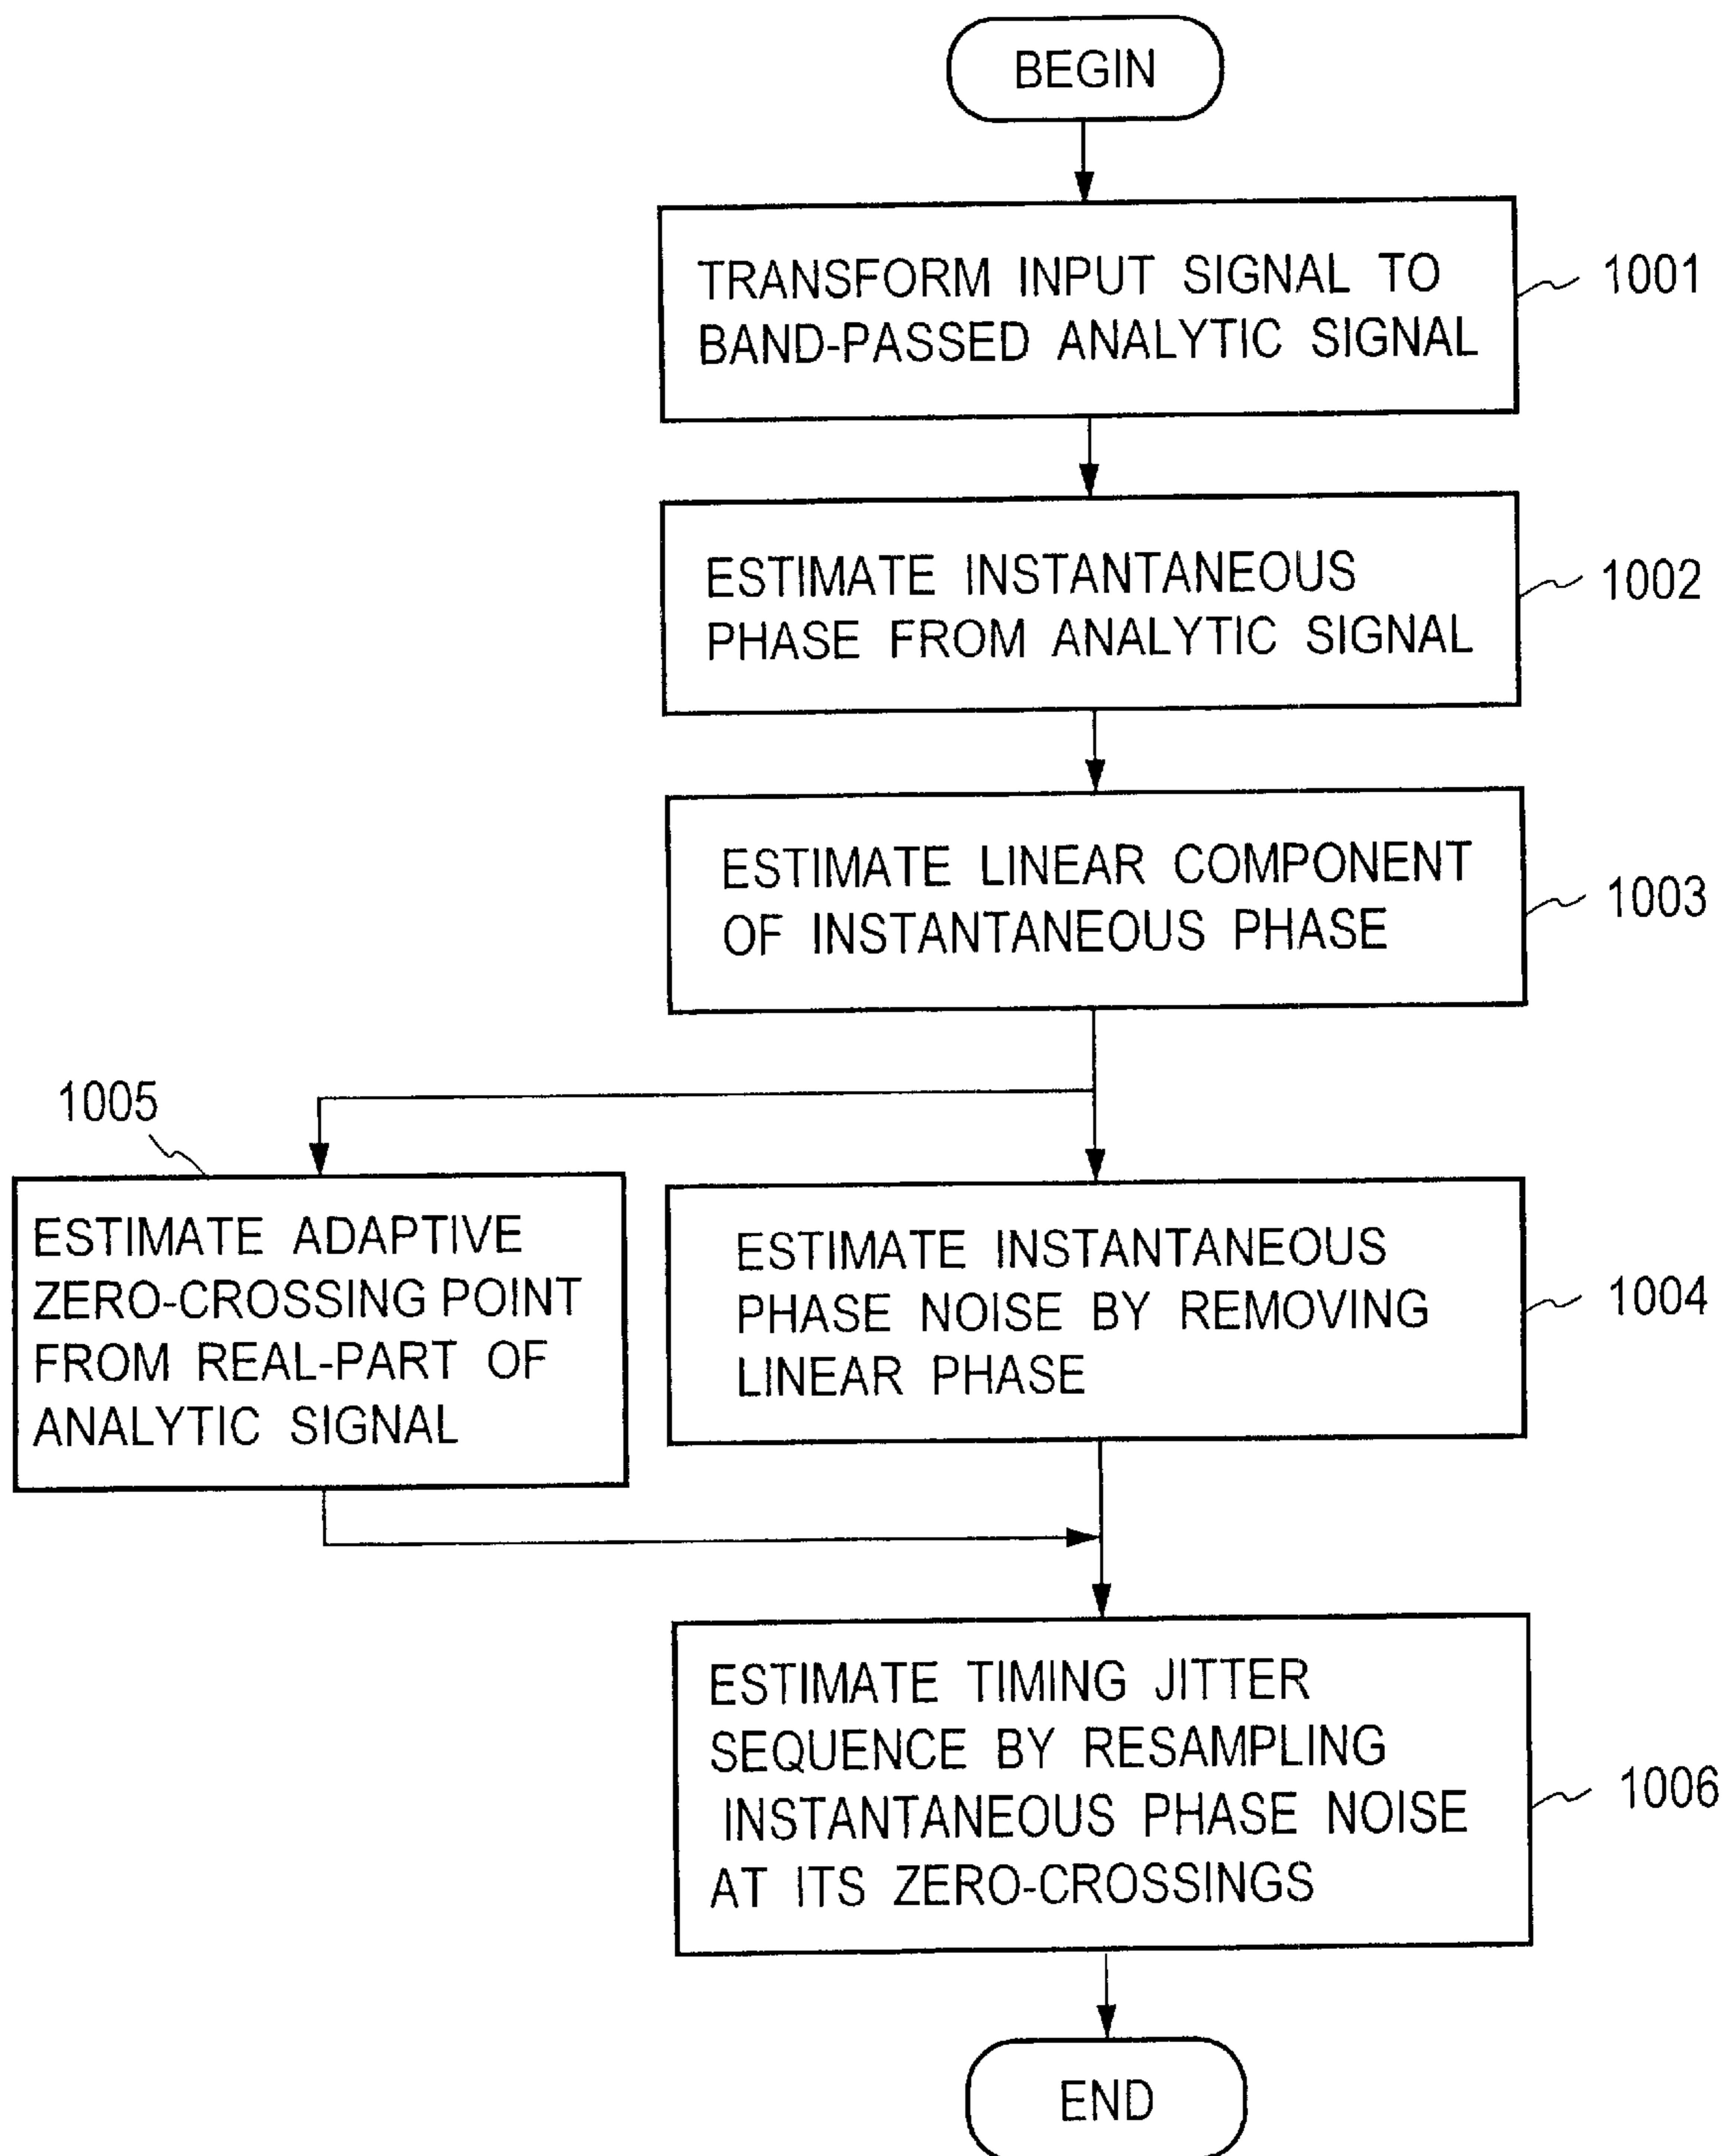 BEGIN
TRANSFORM INPUT SIGNAL TO
BAND-PASSED ANALYTIC SIGNAL
1001
ESTIMATE INSTANTANEOUS
PHASE FROM ANALYTIC SIGNAL
1002
ESTIMATE LINEAR COMPONENT
OF INSTANTANEOUS PHASE
1003
1005
ESTIMATE ADAPTIVE
ZERO-CROSSING POINT
FROM REAL-PART OF
ANALYTIC SIGNAL
ESTIMATE INSTANTANEOUS
PHASE NOISE BY REMOVING
LINEAR PHASE
1004
ESTIMATE TIMING JITTER
SEQUENCE BY RESAMPLING
INSTANTANEOUS PHASE NOISE
AT ITS ZERO-CROSSINGS
1006
END